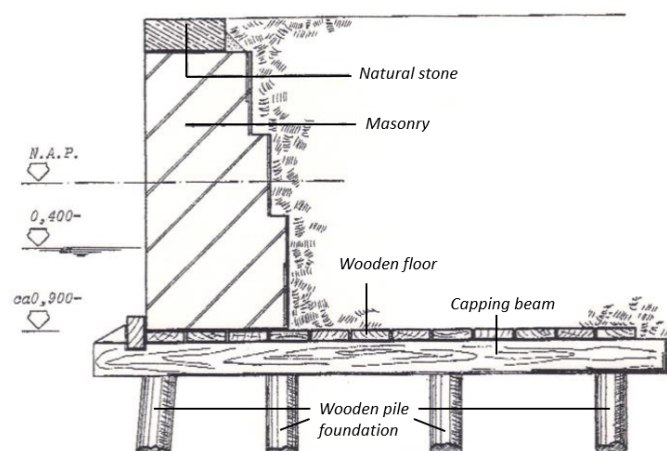 Natural stone
Masonry
N.A.P.
0,400-
Wooden floor
Capping beam
ca0,900-
Wooden pile
foundation